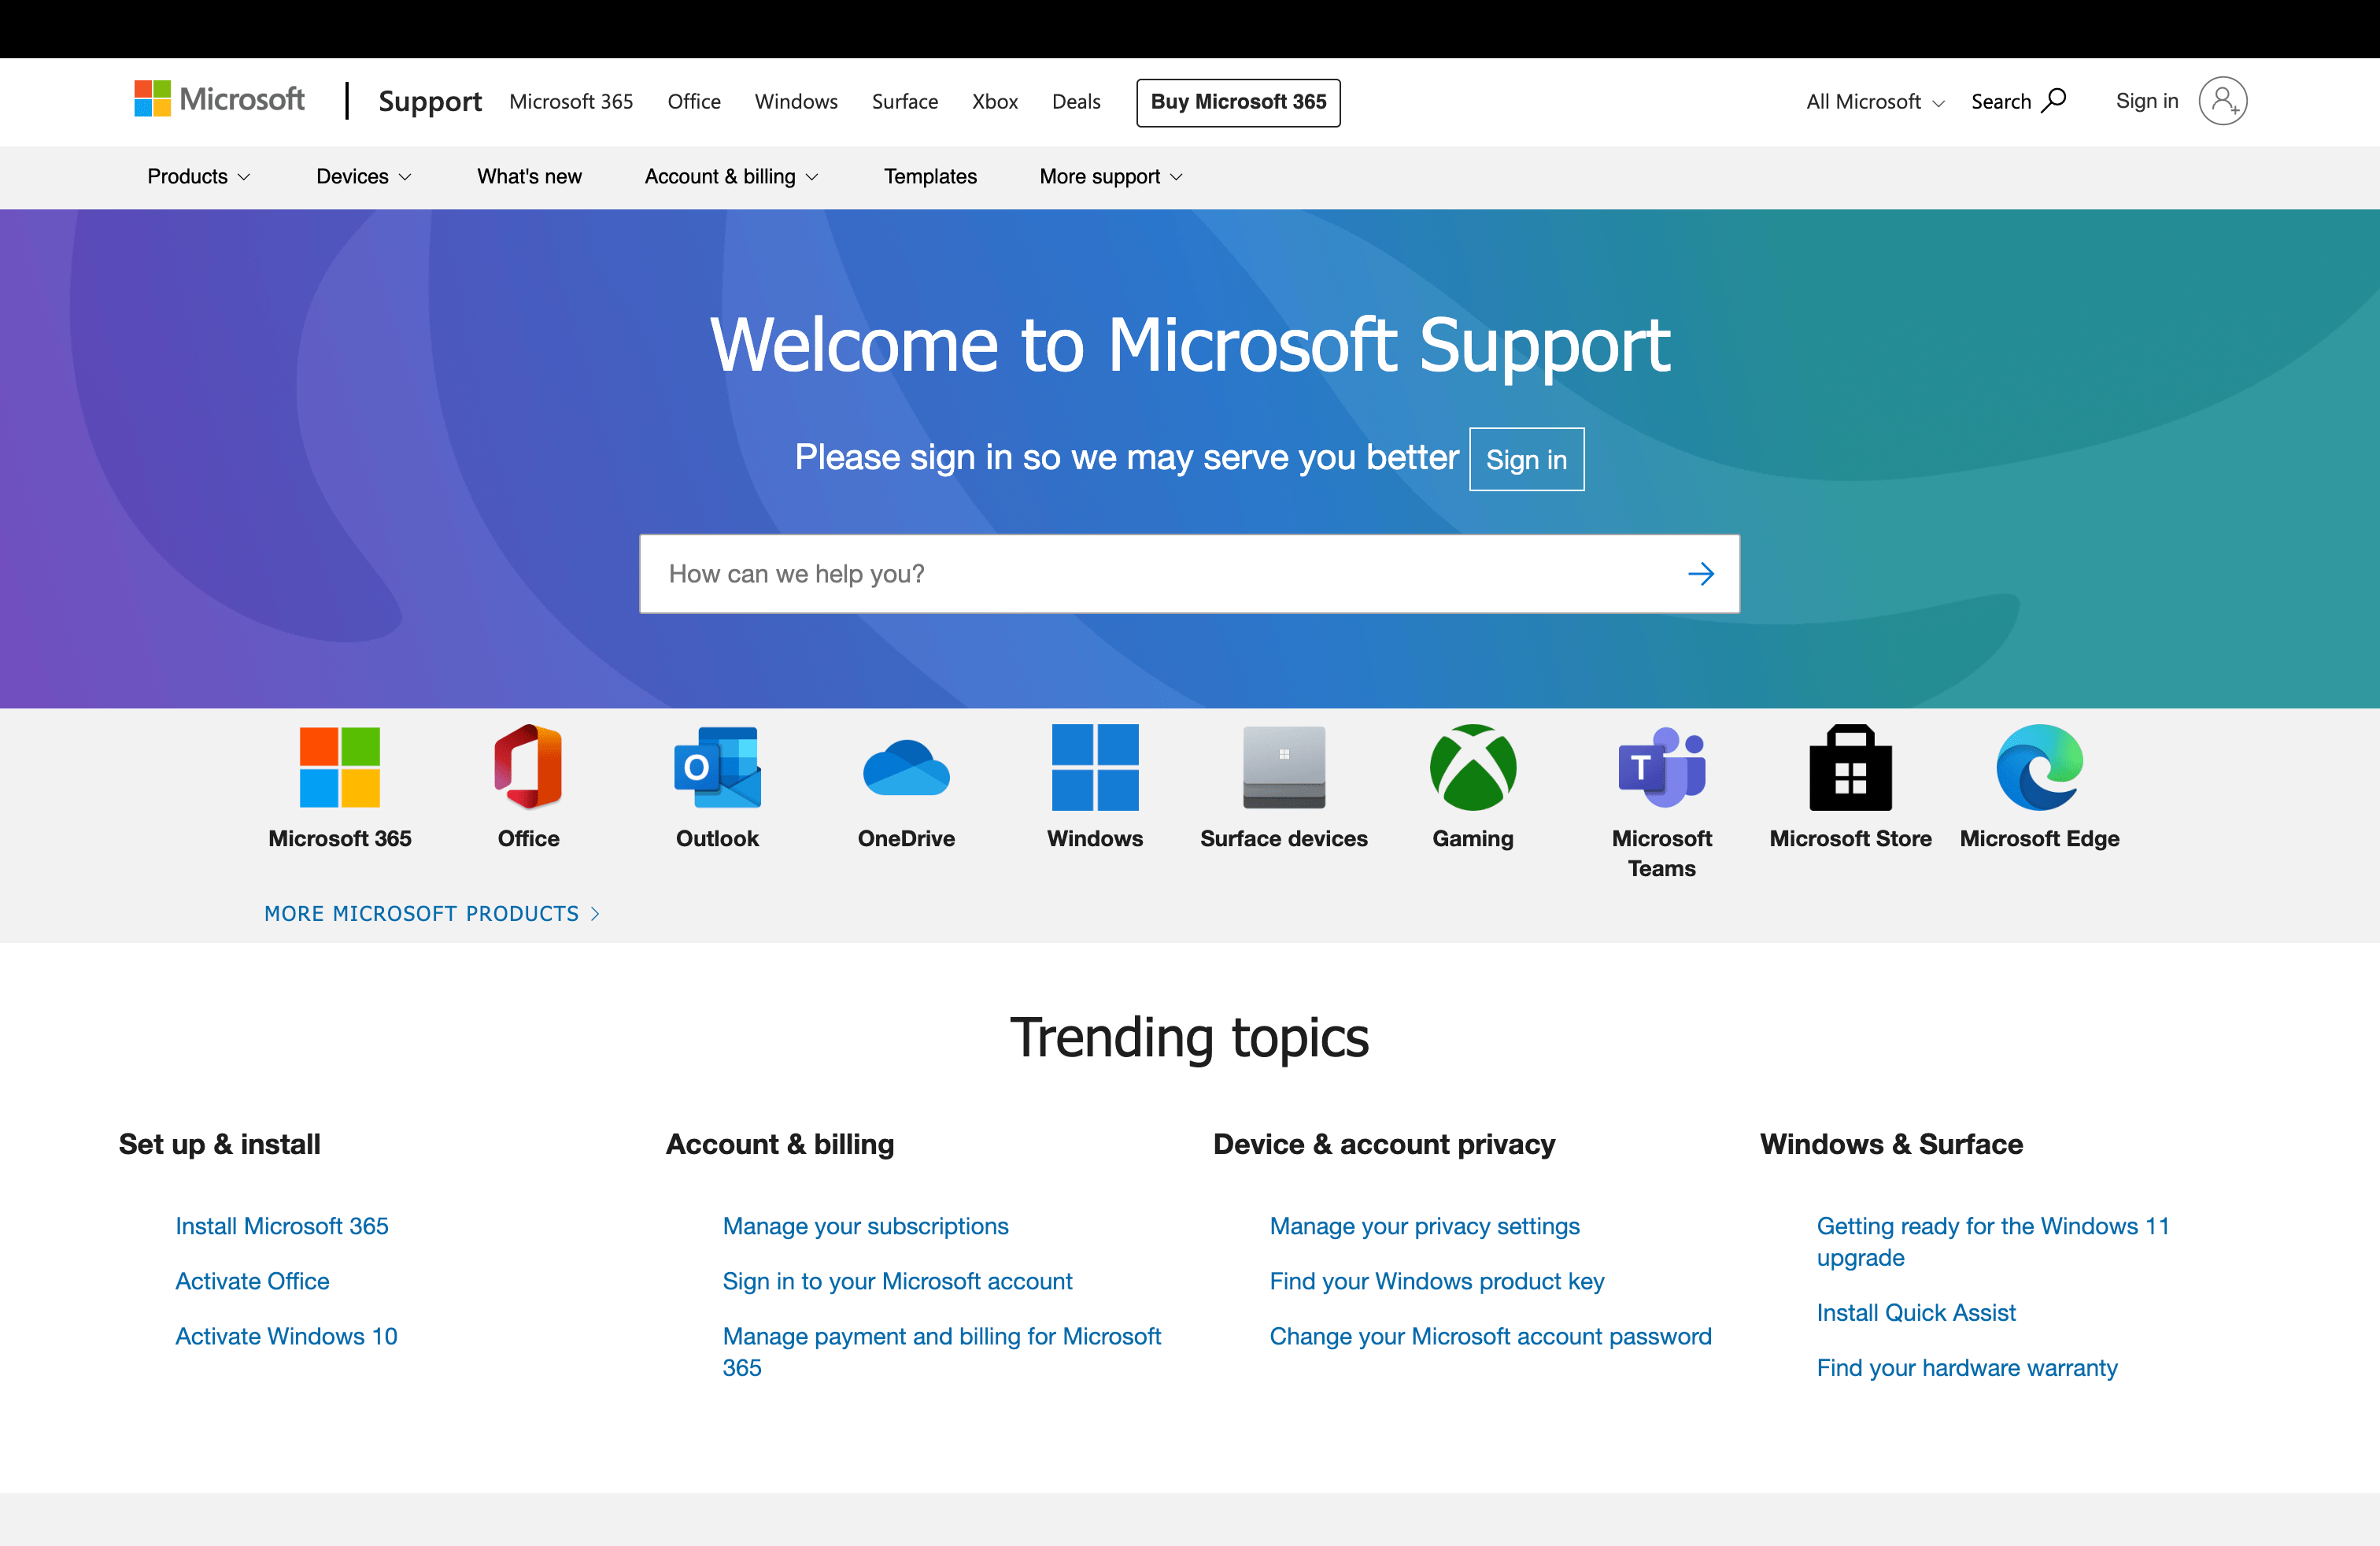 Microsoft
Support
Microsoft 365
Office
Windows
Surface
Xbox
Deals
Buy Microsoft 365
All Microsoft
Search
Sign in
Products
Devices
What's new
Account & billing
Templates
More support
Welcome to Microsoft Support
Please sign in so we may serve you better
Sign in
How can we help you?
Microsoft 365
Office
O
Outlook
OneDrive
Windows
Surface devices
Gaming
T
Microsoft
Teams
Microsoft Store
Microsoft Edge
MORE MICROSOFT PRODUCTS
Trending topics
Set up & install
Install Microsoft 365
Activate Office
Activate Windows 10
Account & billing
Manage your subscriptions
Sign in to your Microsoft account
Manage payment and billing for Microsoft
365
Device & account privacy
Manage your privacy settings
Find your Windows product key
Change your Microsoft account password
Windows & Surface
Getting ready for the Windows 11
upgrade
Install Quick Assist
Find your hardware warranty